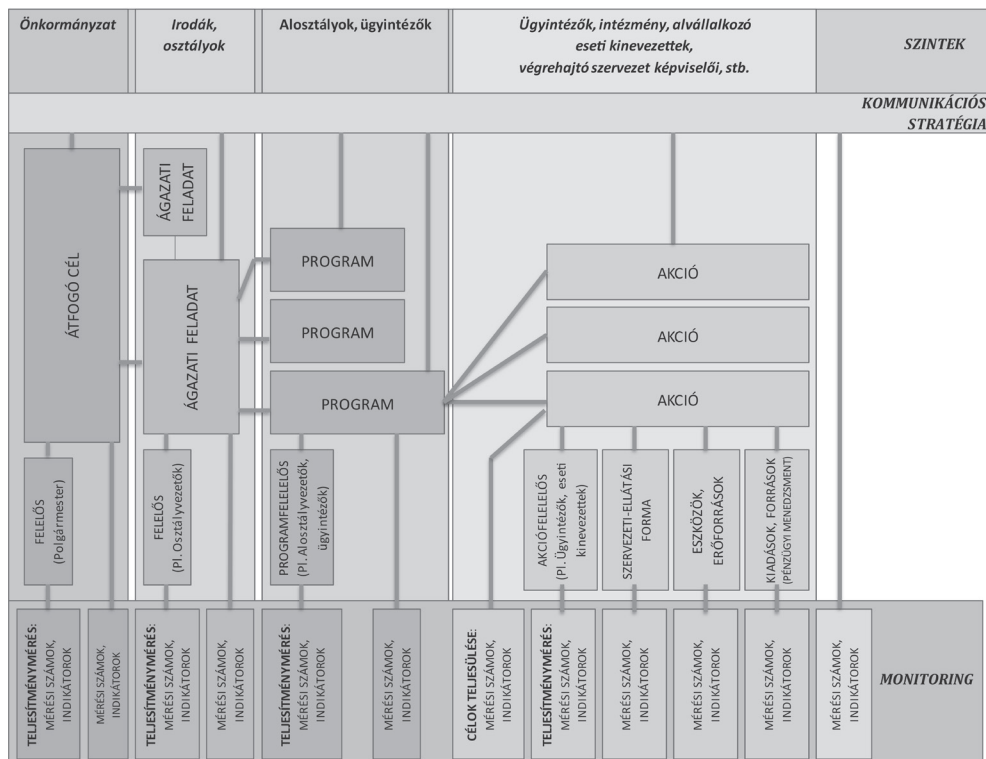 Önkormányzat
Irodák,
osztályok
Alosztályok, ügyintézők
Ügyintézők, intézmény, alvállalkozó
eseti kinevezettek,
végrehajtó szervezet képviselői, stb.
SZINTEK
KOMMUNIKÁCIÓS
STRATÉGIA
ÁTFOGÓ CÉL
ÁGAZATI
FELADAT
ÁGAZATI FELADAT
PROGRAM
PROGRAM
PROGRAM
AKCIÓ
AKCIÓ
AKCIÓ
FELELŐS
(Polgármester)
FELELŐS
(Pl. Osztályvezetők)
PROGRAMFELELELŐS
(Pl. Alosztályvezetők,
ügyintézők)
AKCIÓFELELŐS
(Pl. Ügyintézők, eseti
kinevezettek)
SZERVEZETI-ELLÁTÁSI
FORMA
ESZKÖZÖK,
ERŐFORRÁSOK
KIADÁSOK, FORRÁSOK
(PÉNZÜGYI MENEDZSMENT)
TELJESÍTMÉNYMÉRÉS:
MÉRÉSI SZÁMOK,
INDIKÁTOROK
MÉRÉSI SZÁMOK,
INDIKÁTOROK
TELJESÍTMÉNYMÉRÉS:
MÉRÉSI SZÁMOK,
INDIKÁTOROK
MÉRÉSI SZÁMOK,
INDIKÁTOROK
TELJESÍTMÉNYMÉRÉS:
MÉRÉSI SZÁMOK,
INDIKÁTOROK
MÉRÉSI SZÁMOK,
INDIKÁTOROK
CÉLOK TELJESÜLÉSE:
MÉRÉSI SZÁMOK,
INDIKÁTOROK
TELJESÍTMÉNYMÉRÉS:
MÉRÉSI SZÁMOK,
INDIKÁTOROK
MÉRÉSI SZÁMOK,
INDIKÁTOROK
MÉRÉSI SZÁMOK,
INDIKÁTOROK
MÉRÉSI SZÁMOK,
INDIKÁTOROK
MÉRÉSI SZÁMOK,
INDIKÁTOROK
MONITORING